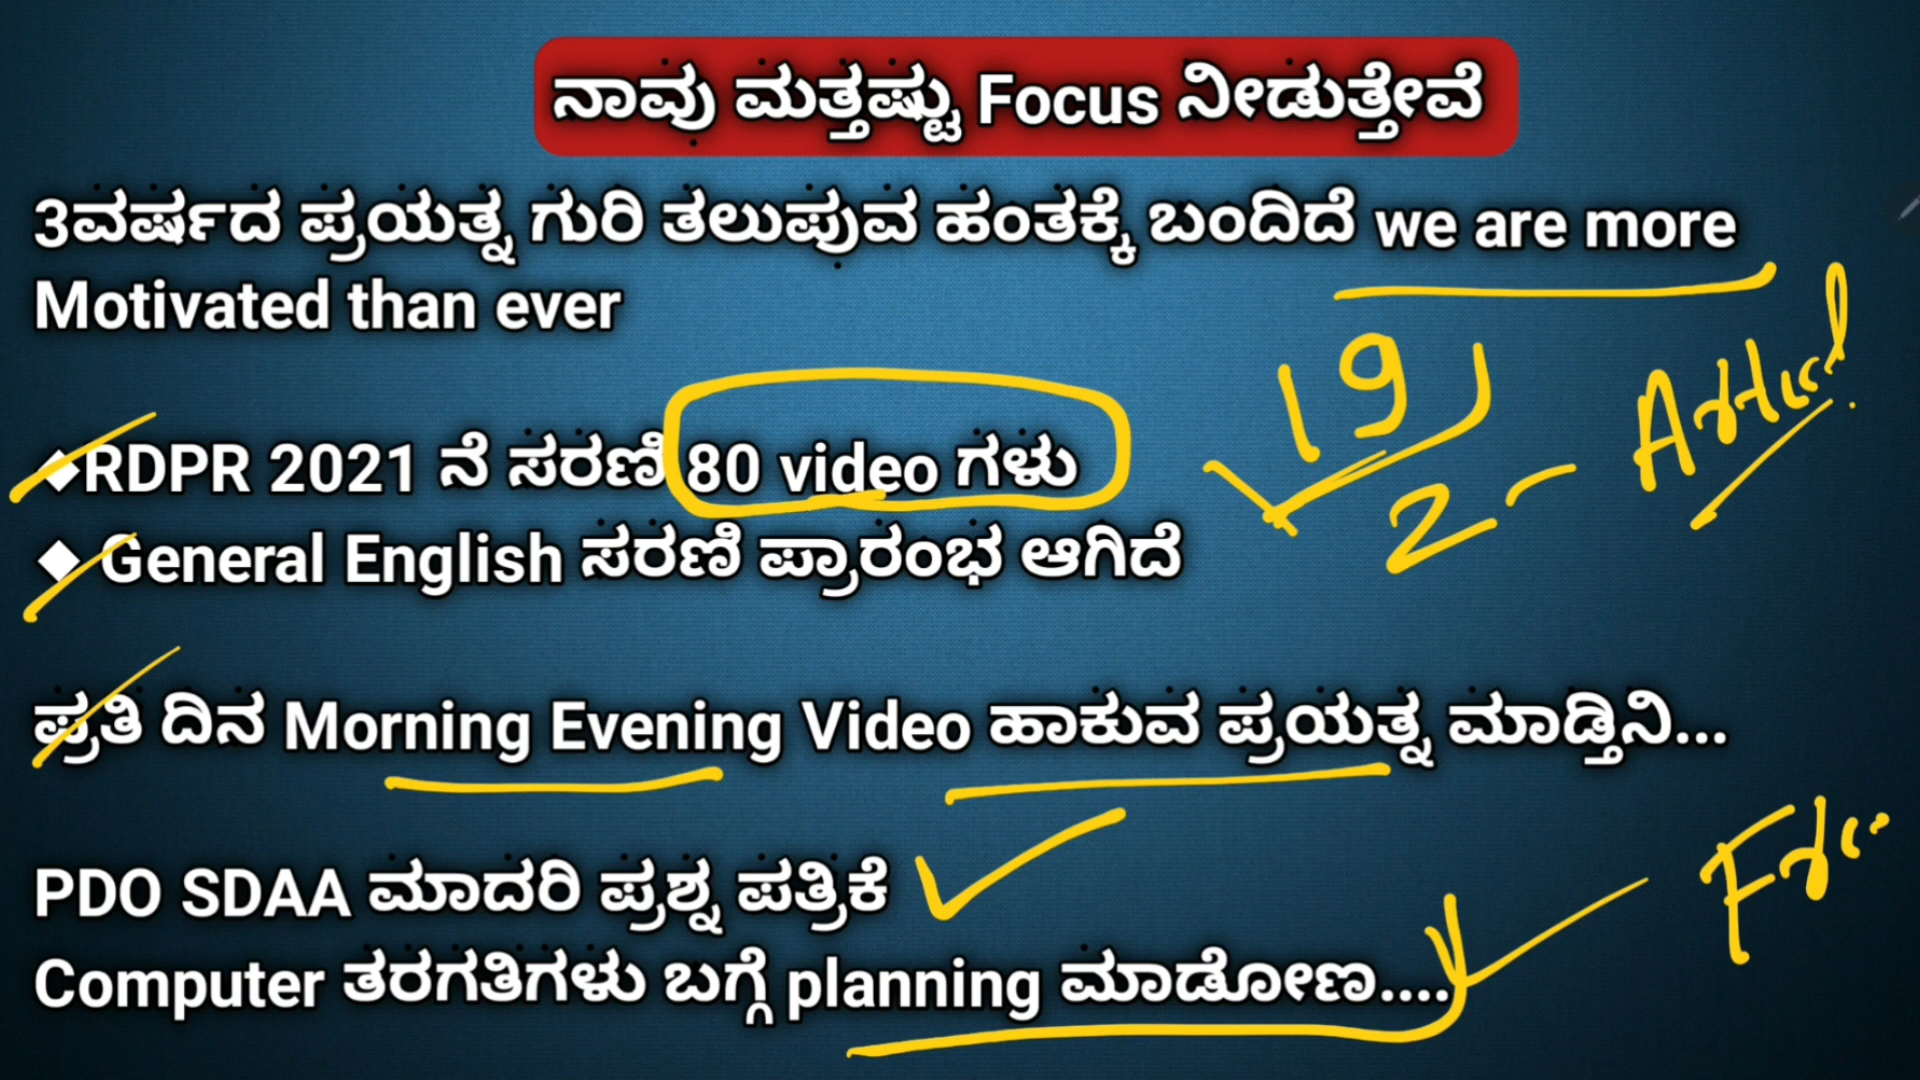 ನಾವು ಮತ್ತಷ್ಟು Focus ನೀಡುತ್ತೇವೆ
3ವರ್ಷದ ಪ್ರಯತ್ನ ಗುರಿ ತಲುಪುವ ಹಂತಕ್ಕೆ ಬಂದಿದೆ we are more
Motivated than ever
191
◆RDPR 2021 ನೆ ಸರಣಿ 80 video ಗಳು
2 -
◆ General English ಸರಣಿ ಪ್ರಾರಂಭ ಆಗಿದೆ
ಪ್ರತಿ ದಿನ Morning Evening Video ಹಾಕುವ ಪ್ರಯತ್ನ ಮಾಡ್ತಿನಿ...
PDO SDAA ಮಾದರಿ ಪ್ರಶ್ನ ಪತ್ರಿಕೆ
Computer ತರಗತಿಗಳು ಬಗ್ಗೆ planning ಮಾಡೋಣ....